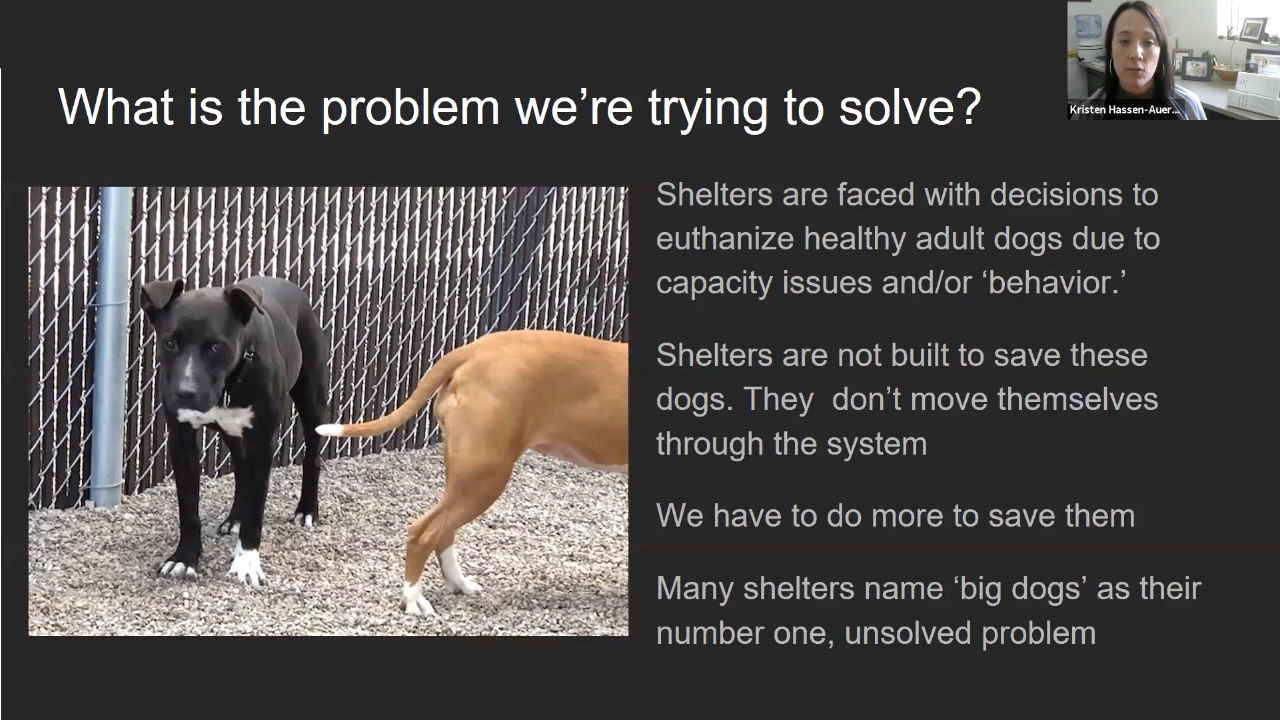 What is the problem we’re trying to solve?
Kristen Hassen-Auer...
Shelters are faced with decisions to
euthanize healthy adult dogs due to
capacity issues and/or ‘behavior.’
Shelters are not built to save these
dogs. They  don’t move themselves
through the system
We have to do more to save them
Many shelters name ‘big dogs’ as their
number one, unsolved problem